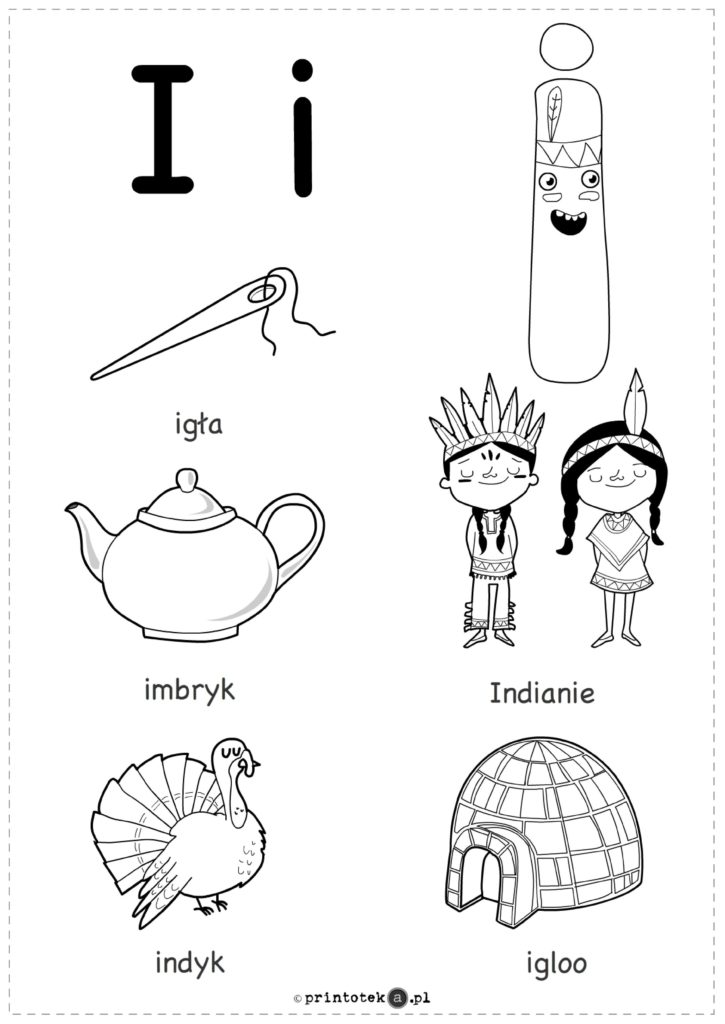 I i
igła
imbryk
Indianie
indyk
igloo
© printoteka.pl